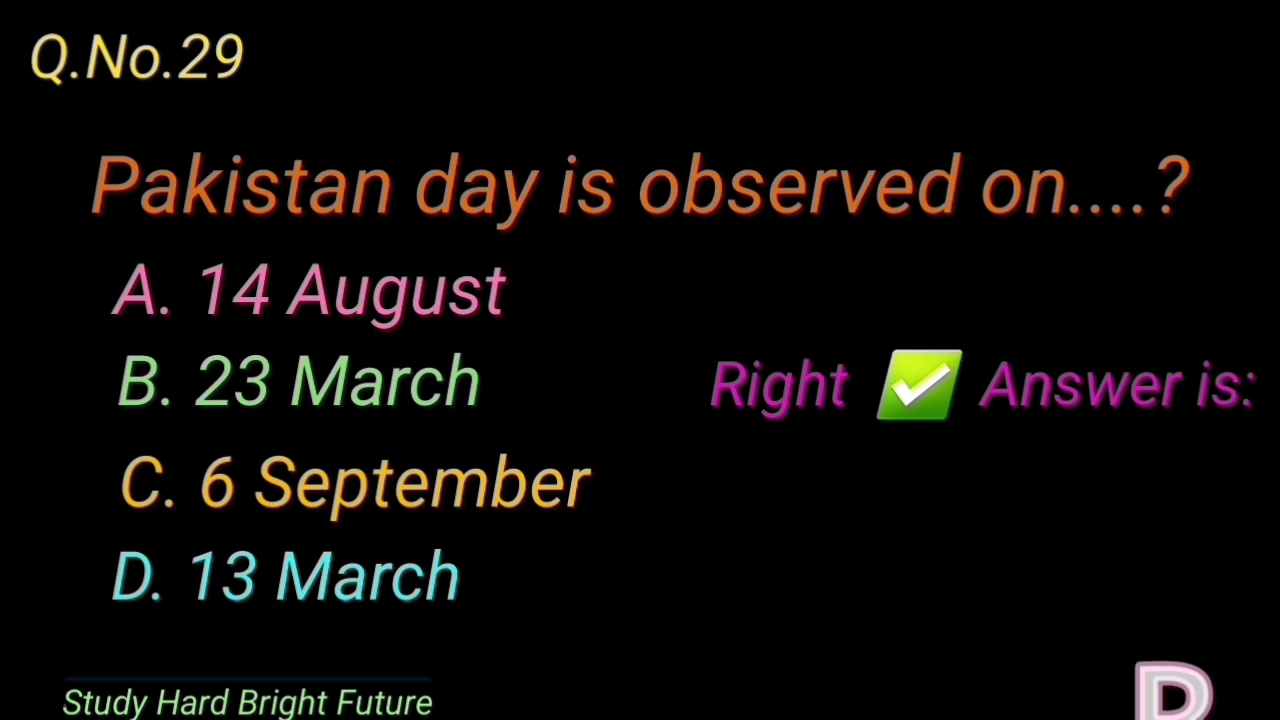 Q.No.29
Pakistan day is observed on....?
A. 14 August
B. 23 March
Right ✅ Answer is:
C. 6 September
D. 13 March
Study Hard Bright Future